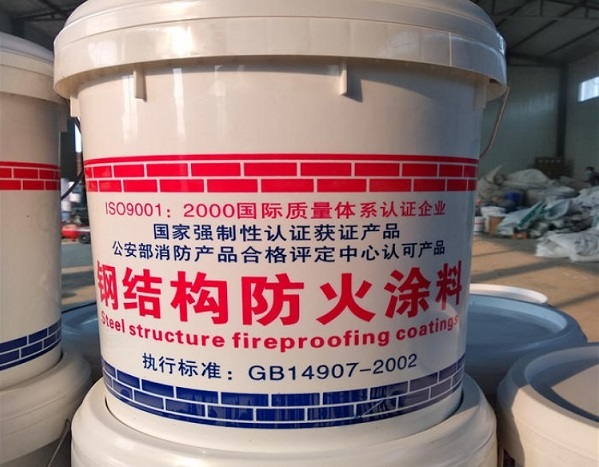 ISO9001：2000国际质量体系认证企业
国家强制性认证获证产品
公安部消防产品合格评定中心认可产品
钢结构防火涂料
Steel structure fireproofing coatings
执行标准：GB14907-2002